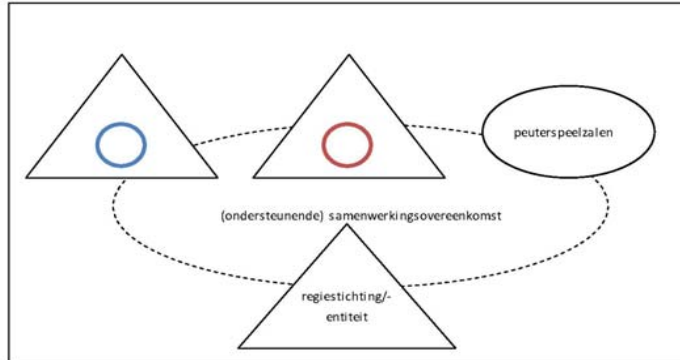 peuterspeelzalen
(ondersteunende) samenwerkingsovereenkomst
regiestichting/-
entiteit